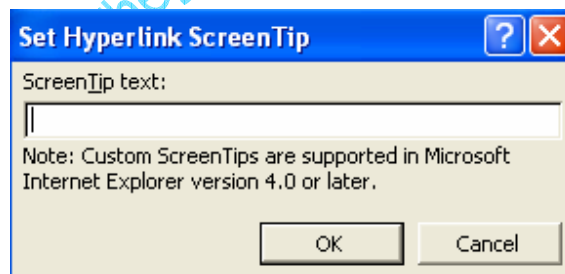 the
Set Hyperlink ScreenTip
?
ScreenTip text:
Note: Custom ScreenTips are supported in Microsoft
Internet Explorer version 4.0 or later.
OK Cancel